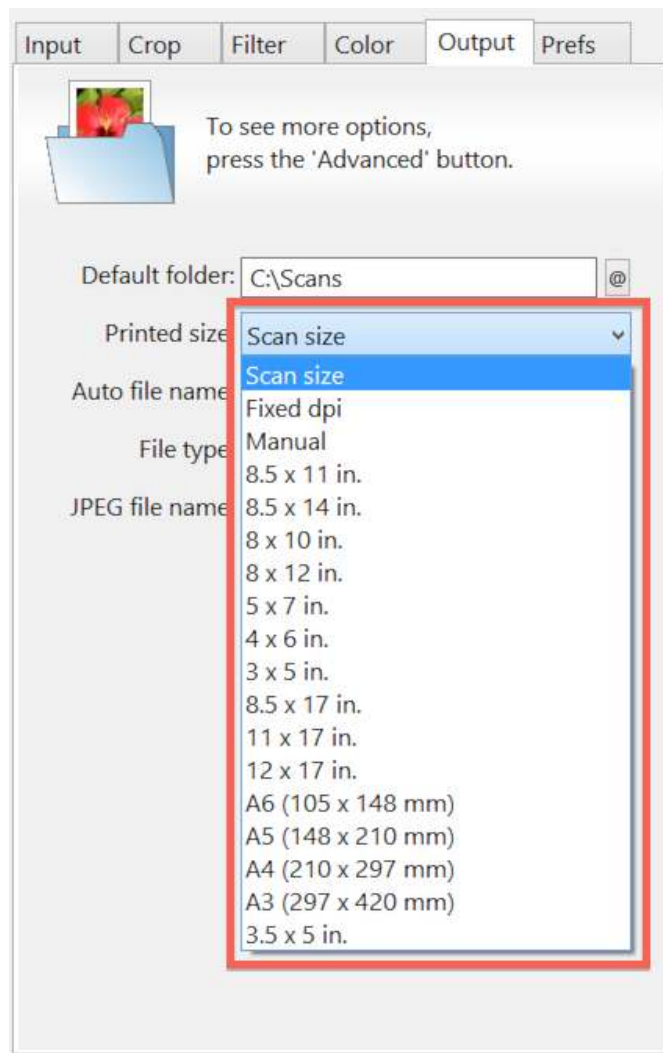 Input Crop Filter Color Output Prefs
To see more options,
press the 'Advanced' button.
Default folder: C:\Scans @
Printed size Scan size
Scan size
Auto file name
Fixed dpi
Manual
File type
8.5 x 11 in.
JPEG file name
8.5 x 14 in.
8 x 10 in.
8 x 12 in.
5 x 7 in.
4 x 6 in.
3 x 5 in.
8.5 x 17 in.
11 x 17 in.
12 x 17 in.
A6 (105 x 148 mm)
A5 (148 x 210 mm)
A4 (210 x 297 mm)
A3 (297 x 420 mm)
3.5 x 5 in.